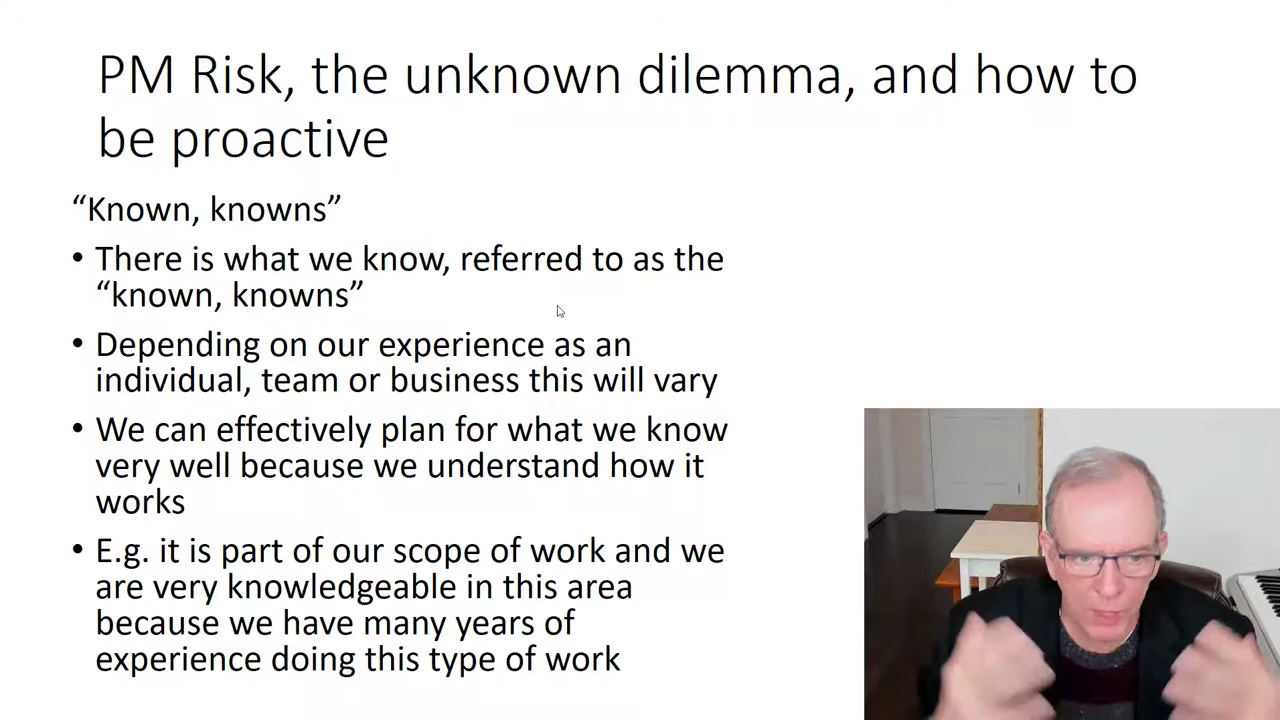 PM Risk, the unknown dilemma, and how to
be proactive
“Known, knowns”
• There is what we know, referred to as the
“known, knowns”
• Depending on our experience as an
individual, team or business this will vary
• We can effectively plan for what we know
very well because we understand how it
works
• E.g. it is part of our scope of work and we
are very knowledgeable in this area
because we have many years of
experience doing this type of work